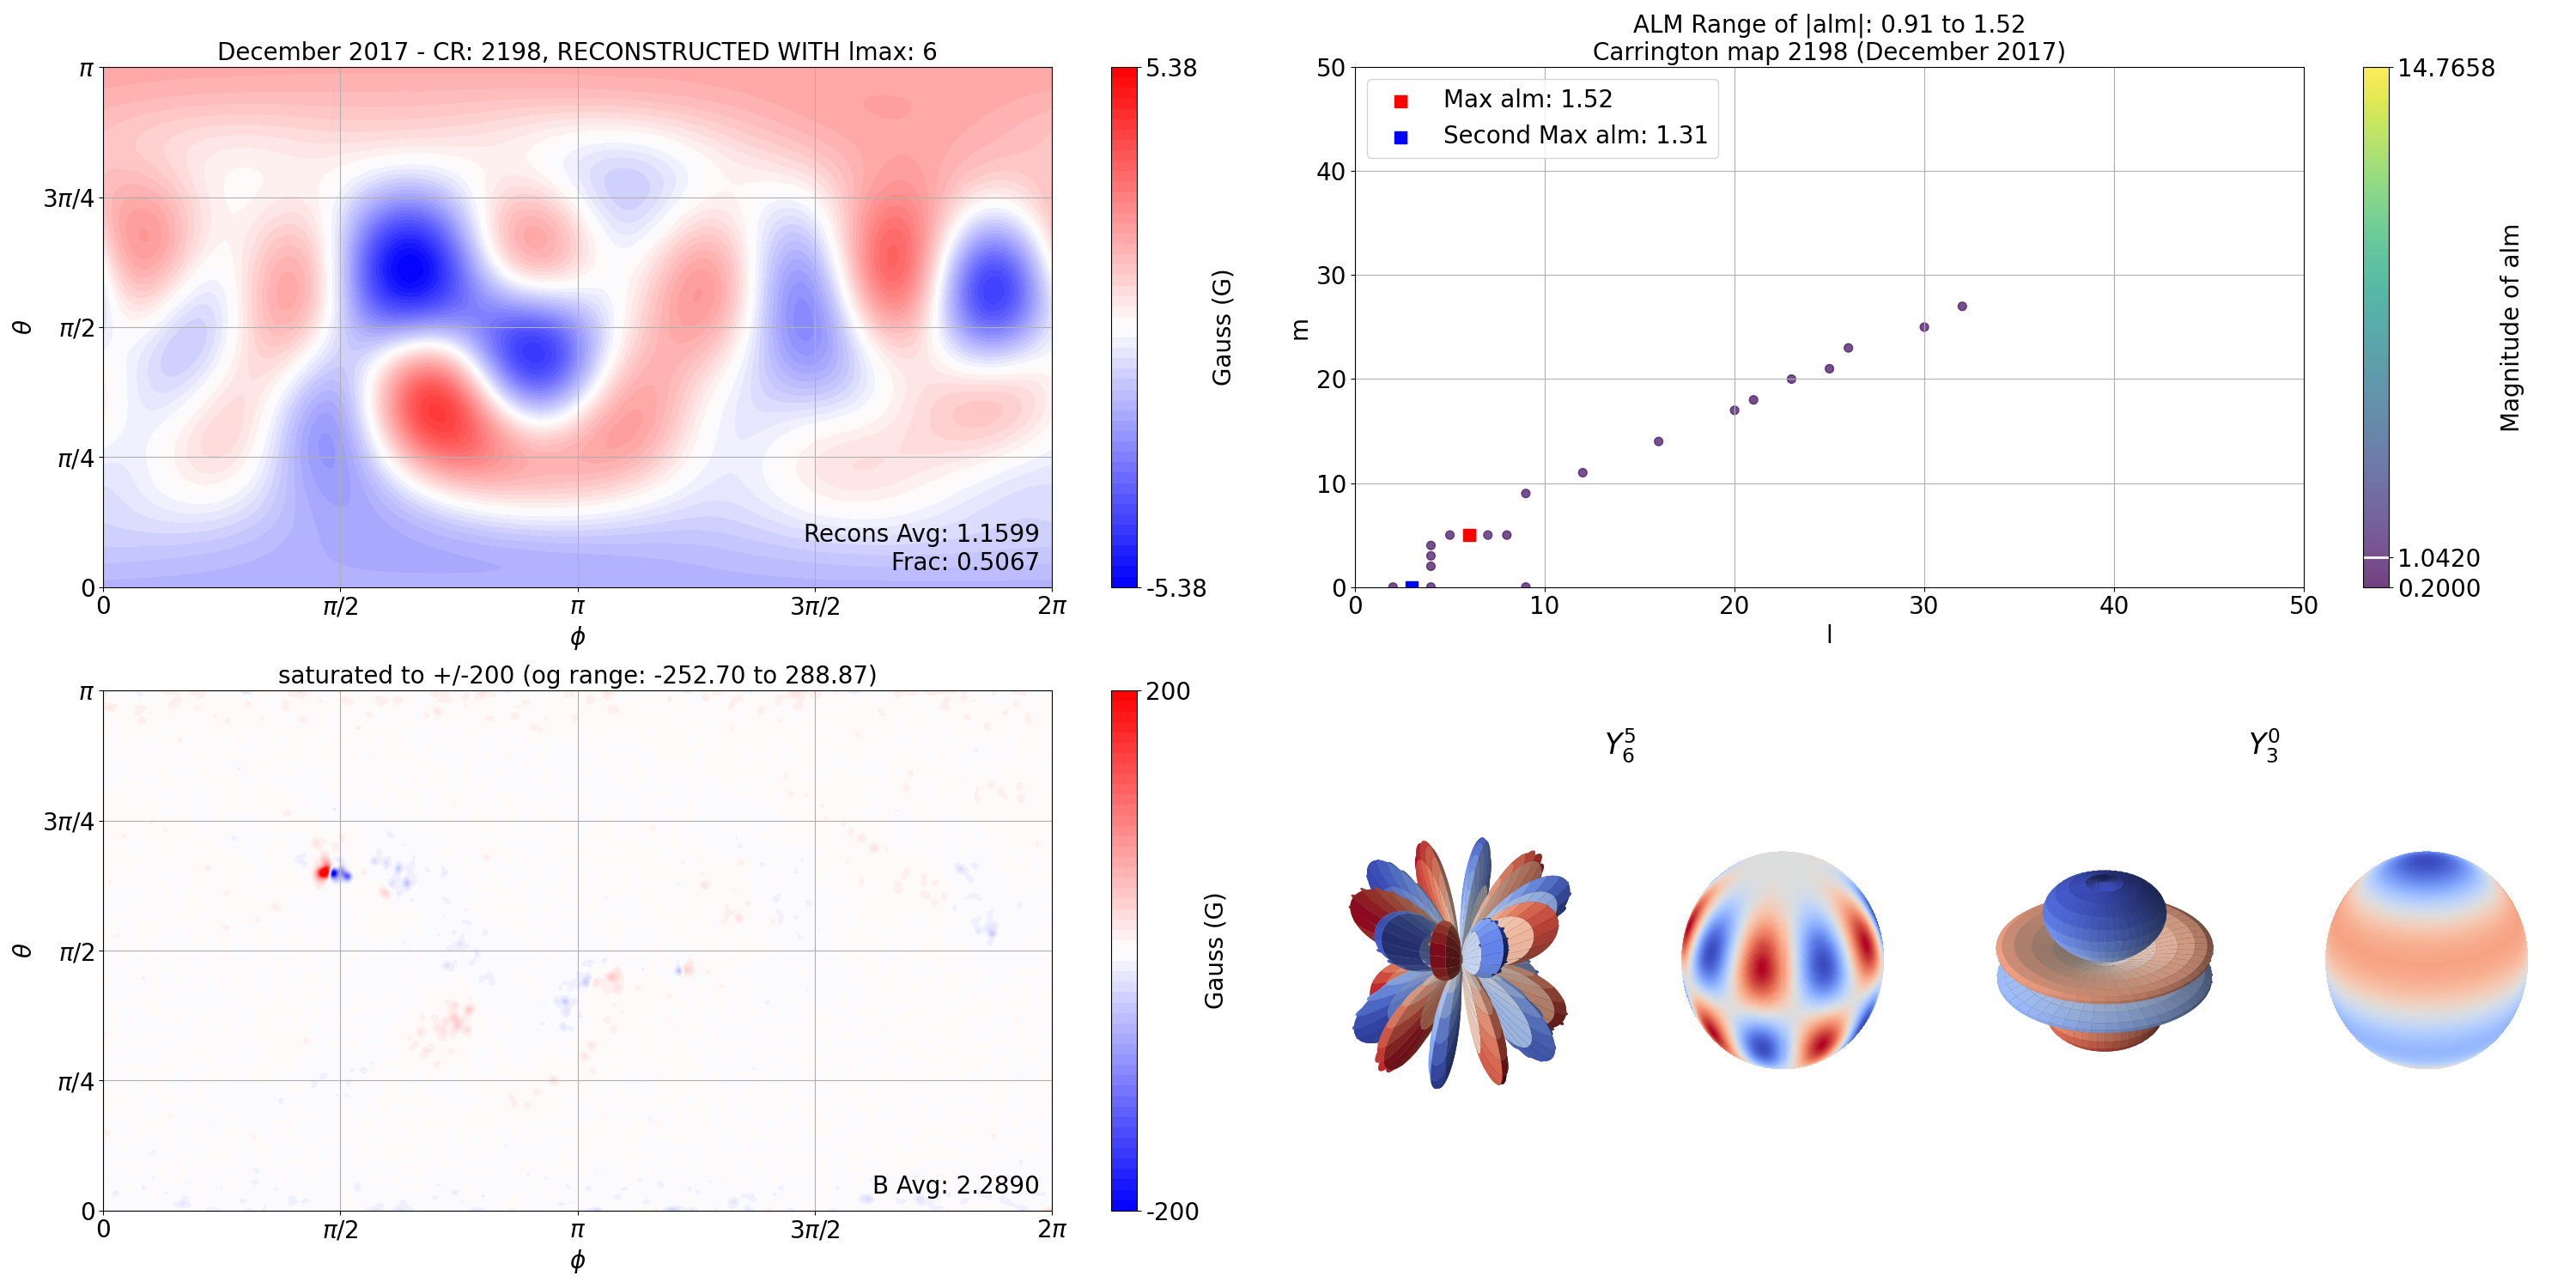 December 2017 - CR: 2198, RECONSTRUCTED WITH lmax: 6
π
3π/4
π/2
π/4
0
θ
0 π/2 π 3π/2 2π
ϕ
Recons Avg: 1.1599
Frac: 0.5067
5.38
-5.38
Gauss (G)
ALM Range of |alm|: 0.91 to 1.52
Carrington map 2198 (December 2017)
50
40
30
20
10
0
m
0 10 20 30 40 50
l
Max alm: 1.52
Second Max alm: 1.31
14.7658
1.0420
0.2000
Magnitude of alm
saturated to +/-200 (og range: -252.70 to 288.87)
π
3π/4
π/2
π/4
0
θ
0 π/2 π 3π/2 2π
ϕ
B Avg: 2.2890
200
-200
Gauss (G)
Y₆⁵
Y₃⁰